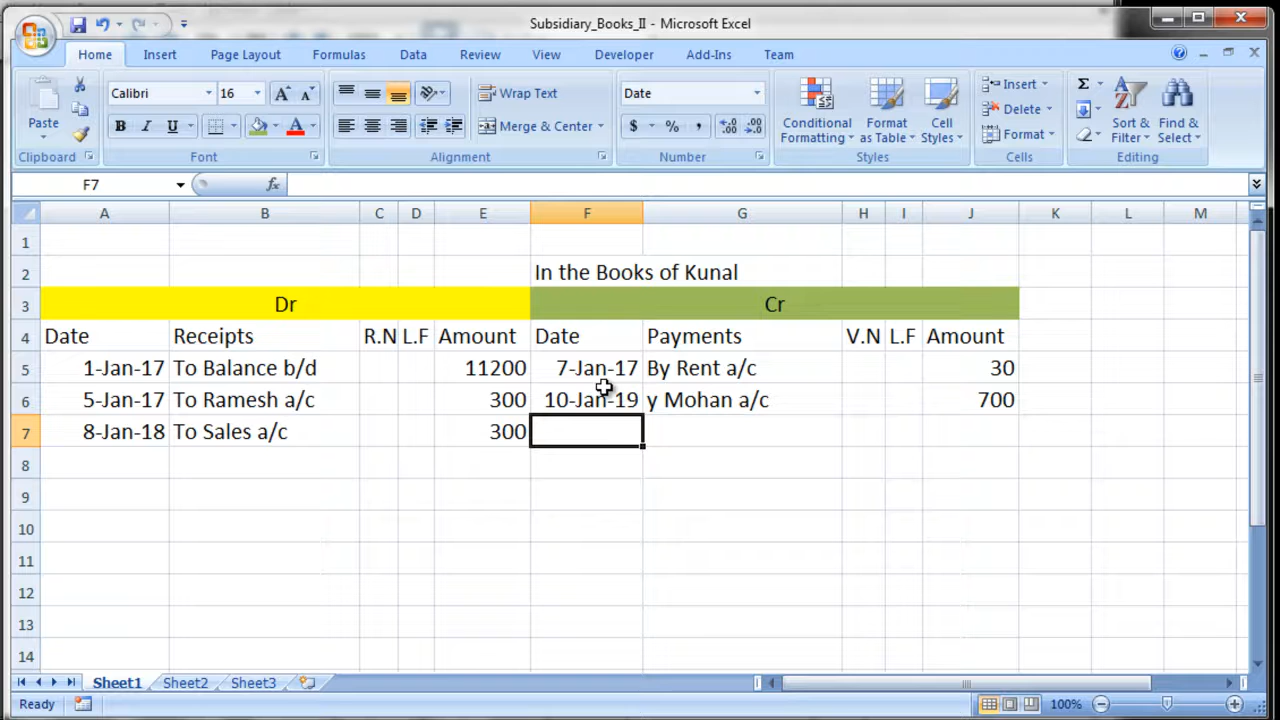 Subsidiary_Books_II - Microsoft Excel
Home Insert Page Layout Formulas Data Review View Developer Add-Ins Team
Paste
Clipboard
Calibri 16
B I U
Font
Wrap Text
Merge & Center
Alignment
Date
$ % ,
Number
Conditional Formatting
Format as Table
Cell Styles
Styles
Insert
Delete
Format
Cells
Sort & Filter
Find & Select
Editing
F7 fx
A B C D E F G H I J K L M
1
2 In the Books of Kunal
3 Dr Cr
4 Date Receipts R.N L.F Amount Date Payments V.N L.F Amount
5 1-Jan-17 To Balance b/d 11200 7-Jan-17 By Rent a/c 30
6 5-Jan-17 To Ramesh a/c 300 10-Jan-19 y Mohan a/c 700
7 8-Jan-18 To Sales a/c 300
8
9
10
11
12
13
14
Sheet1 Sheet2 Sheet3
Ready 100%